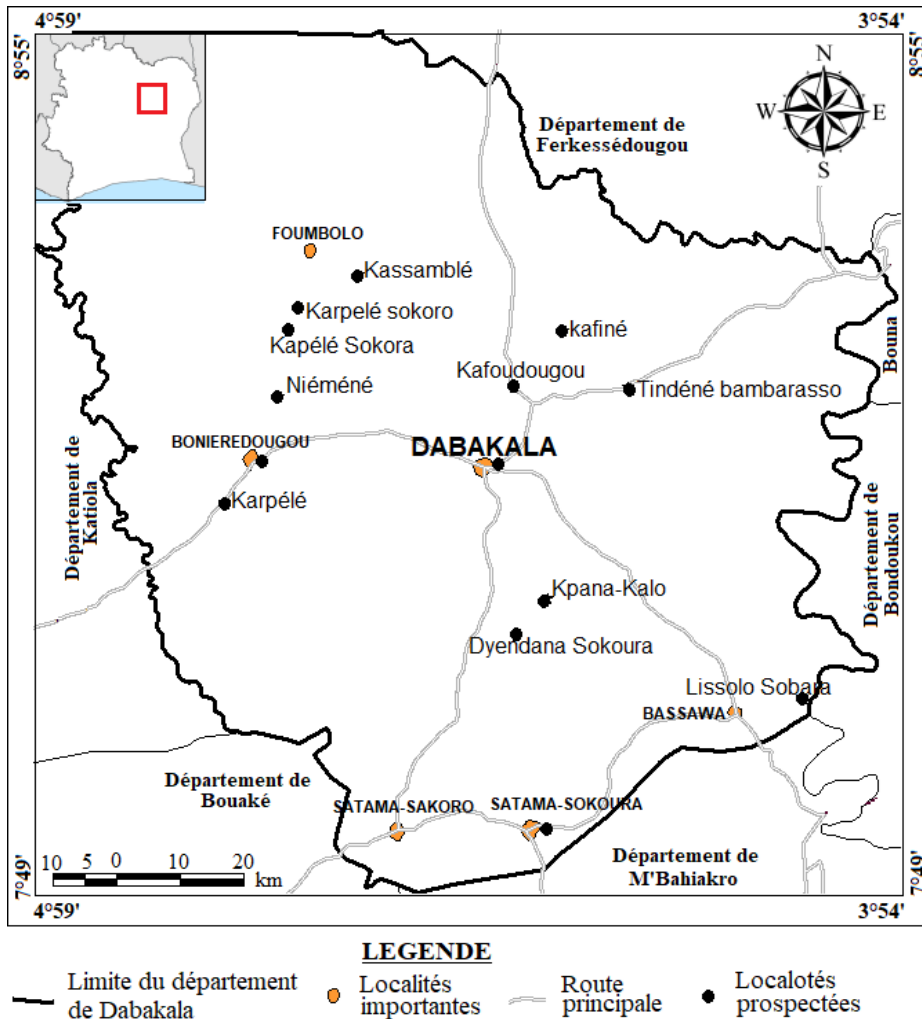 4°59'
3°54'
8°55'
8°55'
N
W
E
S
Département de
Ferkessédougou
FOUMBOLO
Kassamblé
Karpelé sokoro
Kapélé Sokora
kafiné
Bouna
Niéméné
Kafoudougou
Tindéné bambarasso
BONIEREDOUGOU
DABAKALA
Karpélé
Département de
Katiola
Département de
Bondoukou
Kpana-Kalo
Dyendana Sokoura
Lissolo Sobara
BASSAWA
Département de
Bouaké
SATAMA-SAKORO
SATAMA-SOKOURA
Département de
M'Bahiakro
10 5 0 10 20
km
7°49'
7°49'
4°59'
3°54'
LEGENDE
Limite du département
de Dabakala
Localités
importantes
Route
principale
Localotés
prospectées